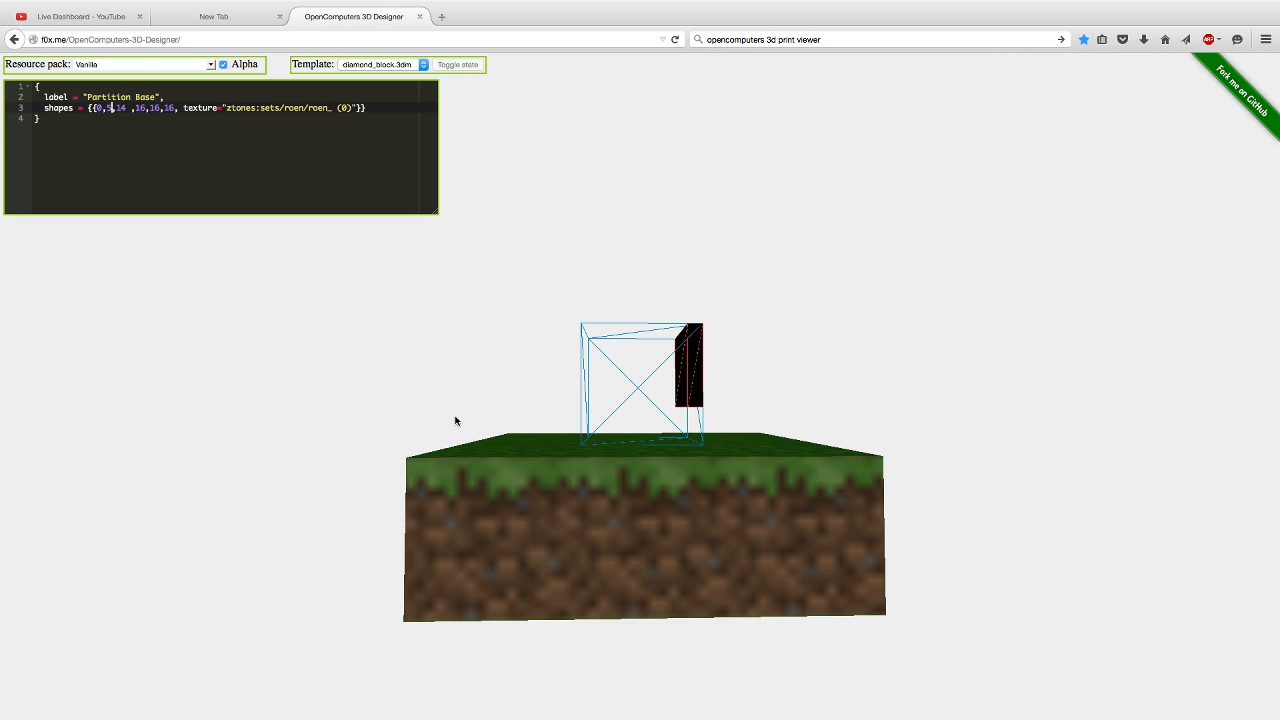 Live Dashboard - YouTube
New Tab
OpenComputers 3D Designer
f0x.me/OpenComputers-3D-Designer/
opencomputers 3d print viewer
ABP
Resource pack: Vanilla Alpha
Template: diamond_block.3dm Toggle state
Fork me on GitHub
1 {
2 label = "Partition Base",
3 shapes = {{0,5,14 ,16,16,16, texture="ztones:sets/roen/roen_ (0)"}}
4 }